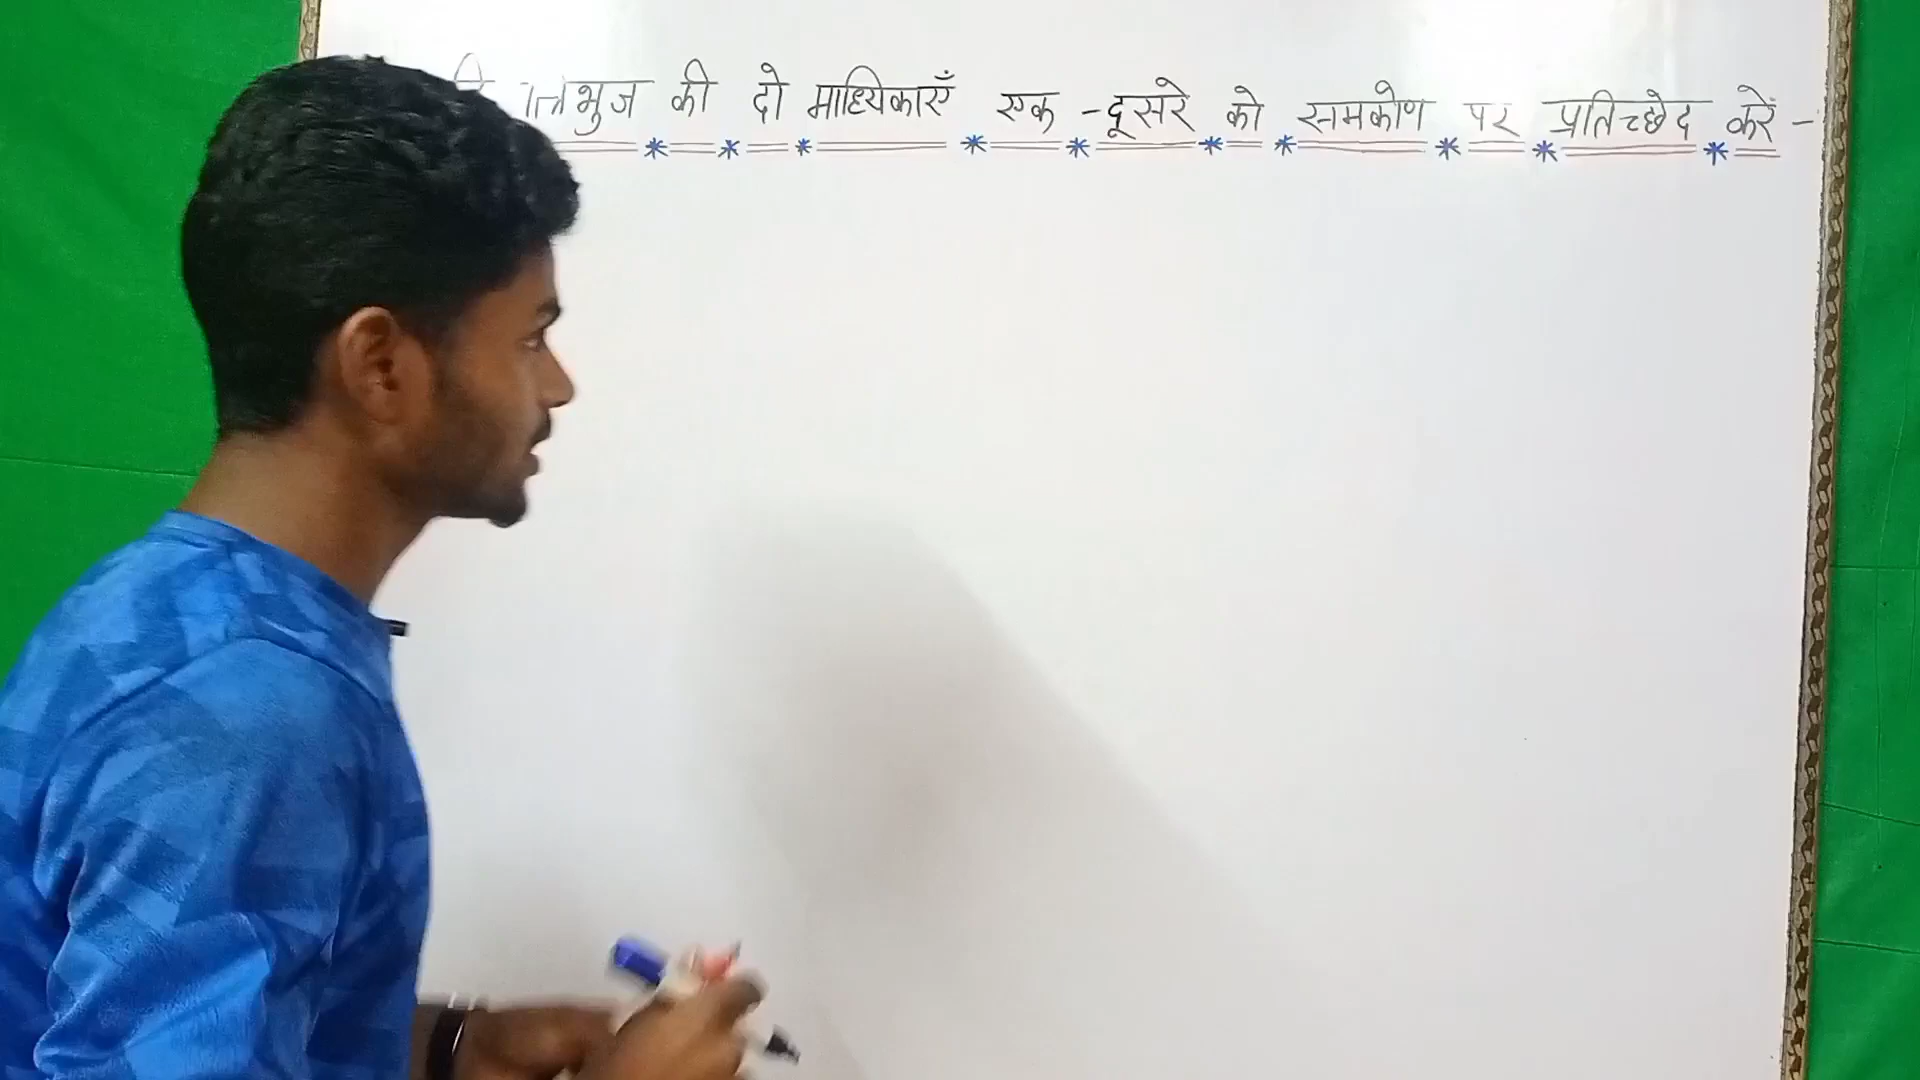 की दो माध्यिकाएँ एक - दूसरे को समकोण पर प्रतिच्छेद करें -